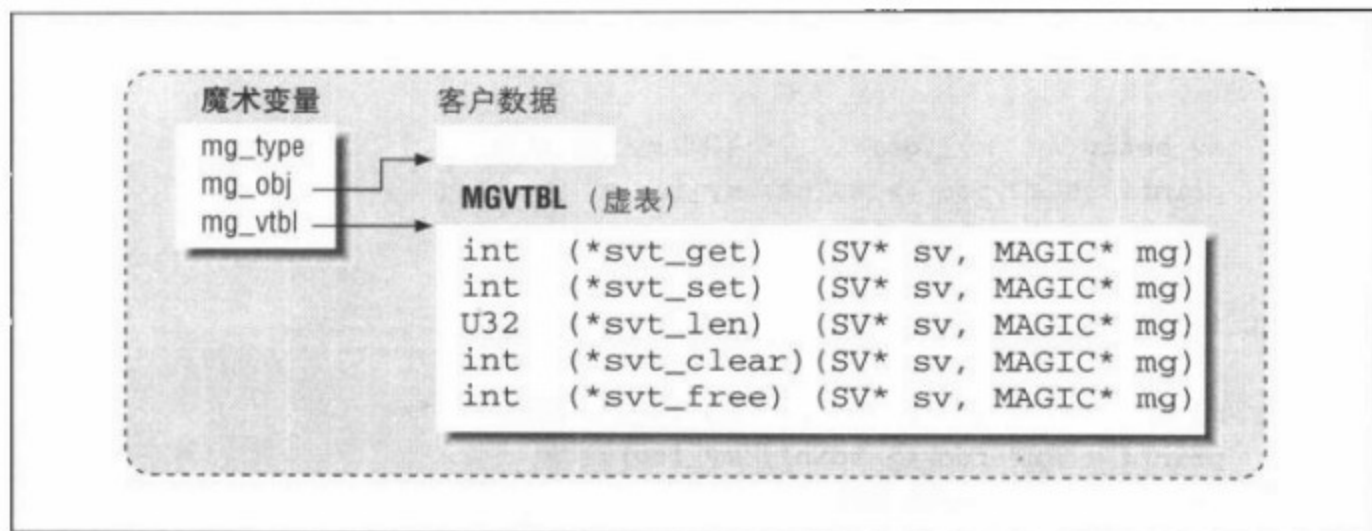 魔术变量
mg_type
mg_obj
mg_vtbl
客户数据
MGVTBL (虚表)
int (*svt_get) (SV* sv, MAGIC* mg)
int (*svt_set) (SV* sv, MAGIC* mg)
U32 (*svt_len) (SV* sv, MAGIC* mg)
int (*svt_clear)(SV* sv, MAGIC* mg)
int (*svt_free) (SV* sv, MAGIC* mg)